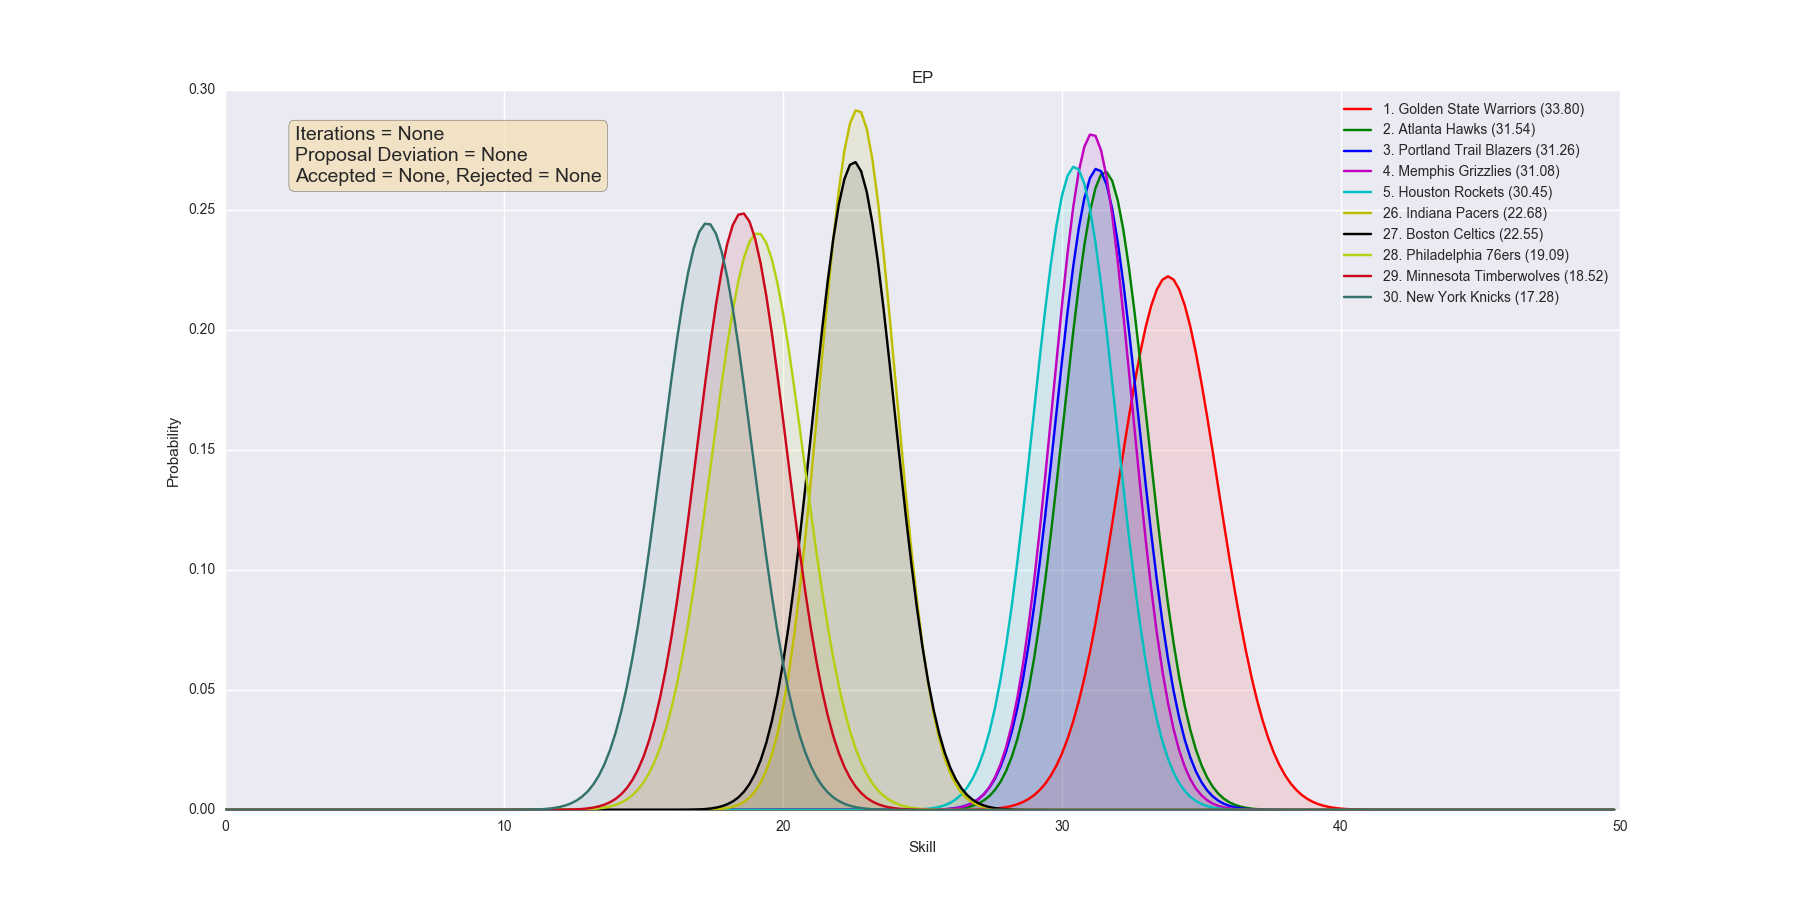 EP
Iterations = None
Proposal Deviation = None
Accepted = None, Rejected = None
1. Golden State Warriors (33.80)
2. Atlanta Hawks (31.54)
3. Portland Trail Blazers (31.26)
4. Memphis Grizzlies (31.08)
5. Houston Rockets (30.45)
26. Indiana Pacers (22.68)
27. Boston Celtics (22.55)
28. Philadelphia 76ers (19.09)
29. Minnesota Timberwolves (18.52)
30. New York Knicks (17.28)
0.30
0.25
0.20
0.15
0.10
0.05
0.00
Probability
0 10 20 30 40 50
Skill